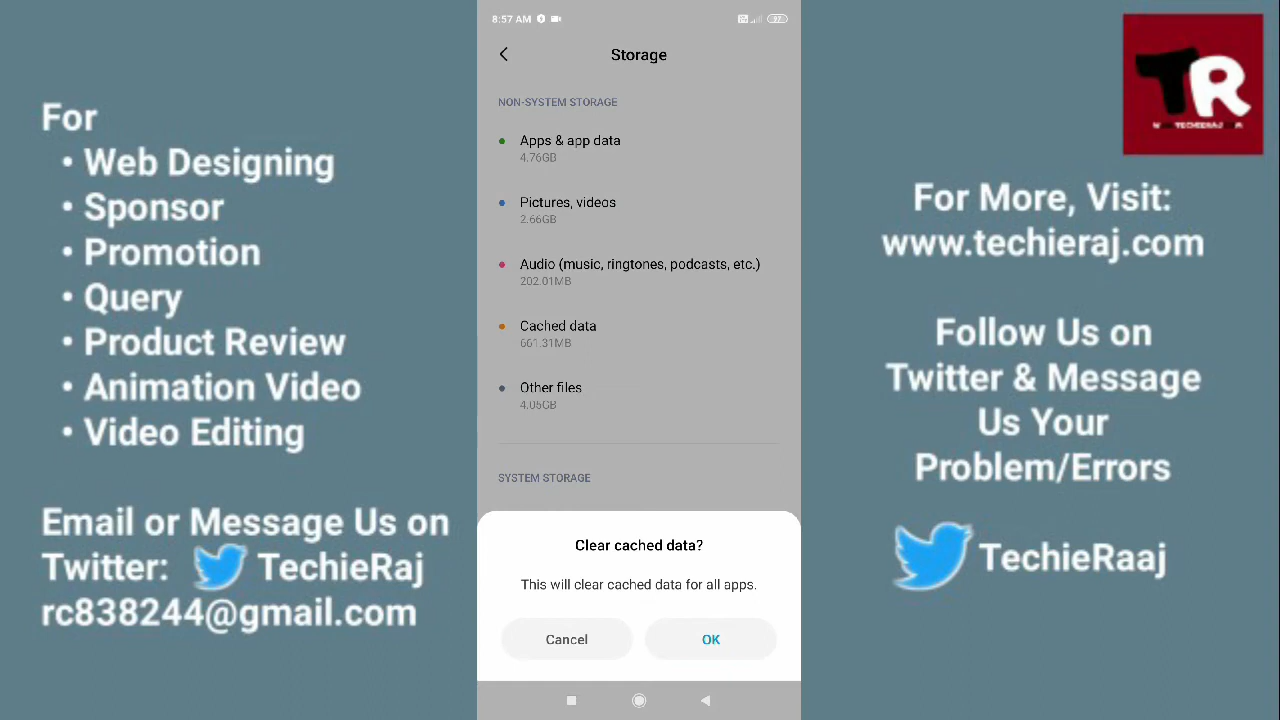 For
• Web Designing
• Sponsor
• Promotion
• Query
• Product Review
• Animation Video
• Video Editing
Email or Message Us on
Twitter: TechieRaj
rc838244@gmail.com
8:57 AM
97
Storage
NON-SYSTEM STORAGE
Apps & app data
4.76GB
Pictures, videos
2.66GB
Audio (music, ringtones, podcasts, etc.)
202.01MB
Cached data
661.31MB
Other files
4.05GB
SYSTEM STORAGE
Clear cached data?
This will clear cached data for all apps.
Cancel
OK
TR
For More, Visit:
www.techieraj.com
Follow Us on
Twitter & Message
Us Your
Problem/Errors
TechieRaaj